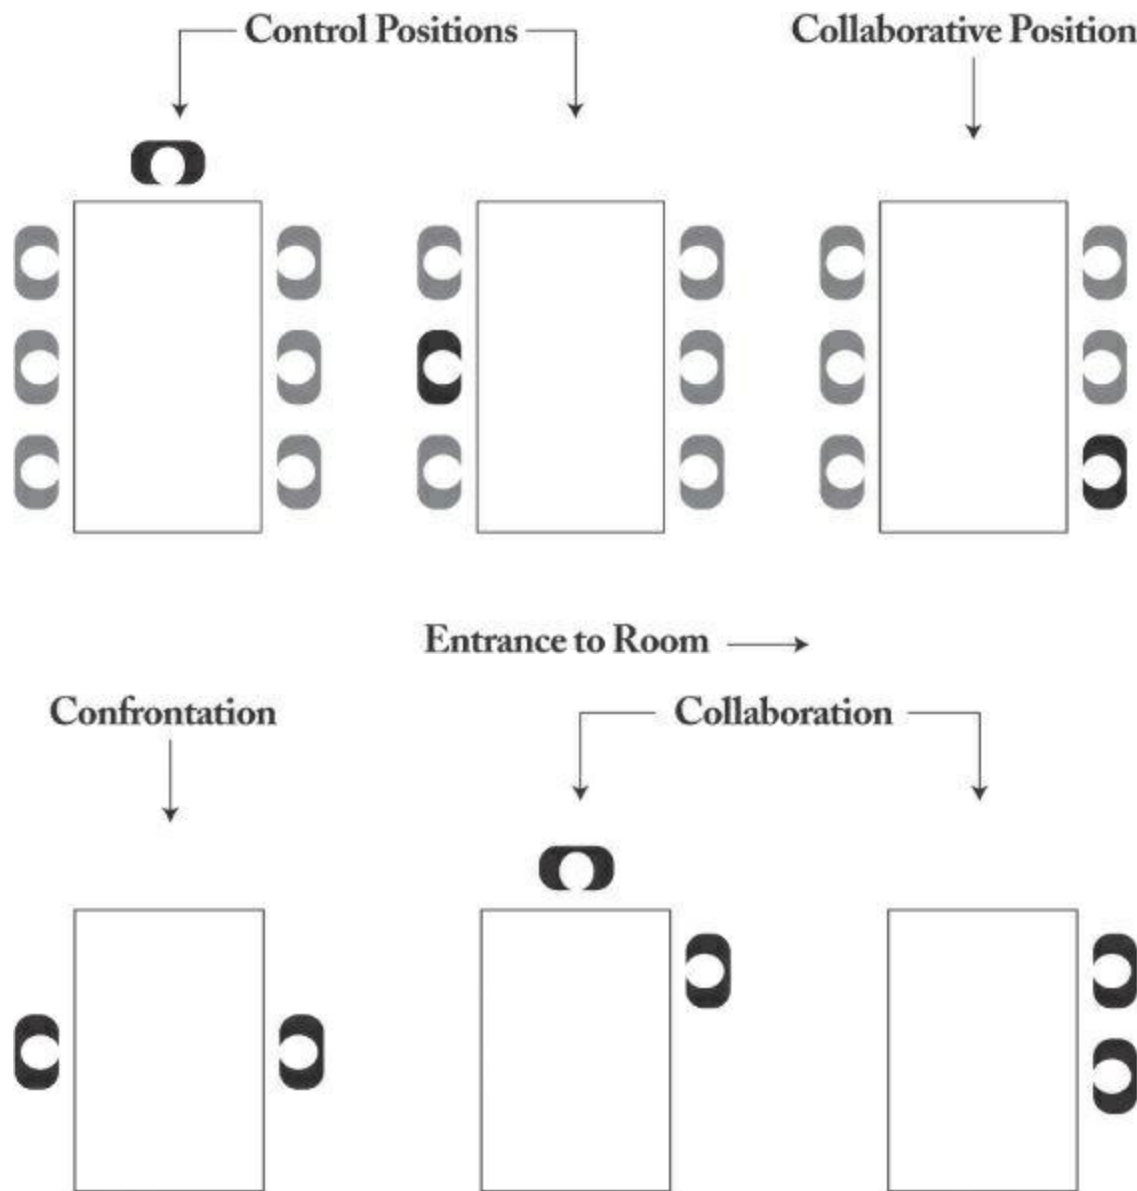 Control Positions
Collaborative Position
Entrance to Room
Confrontation
Collaboration